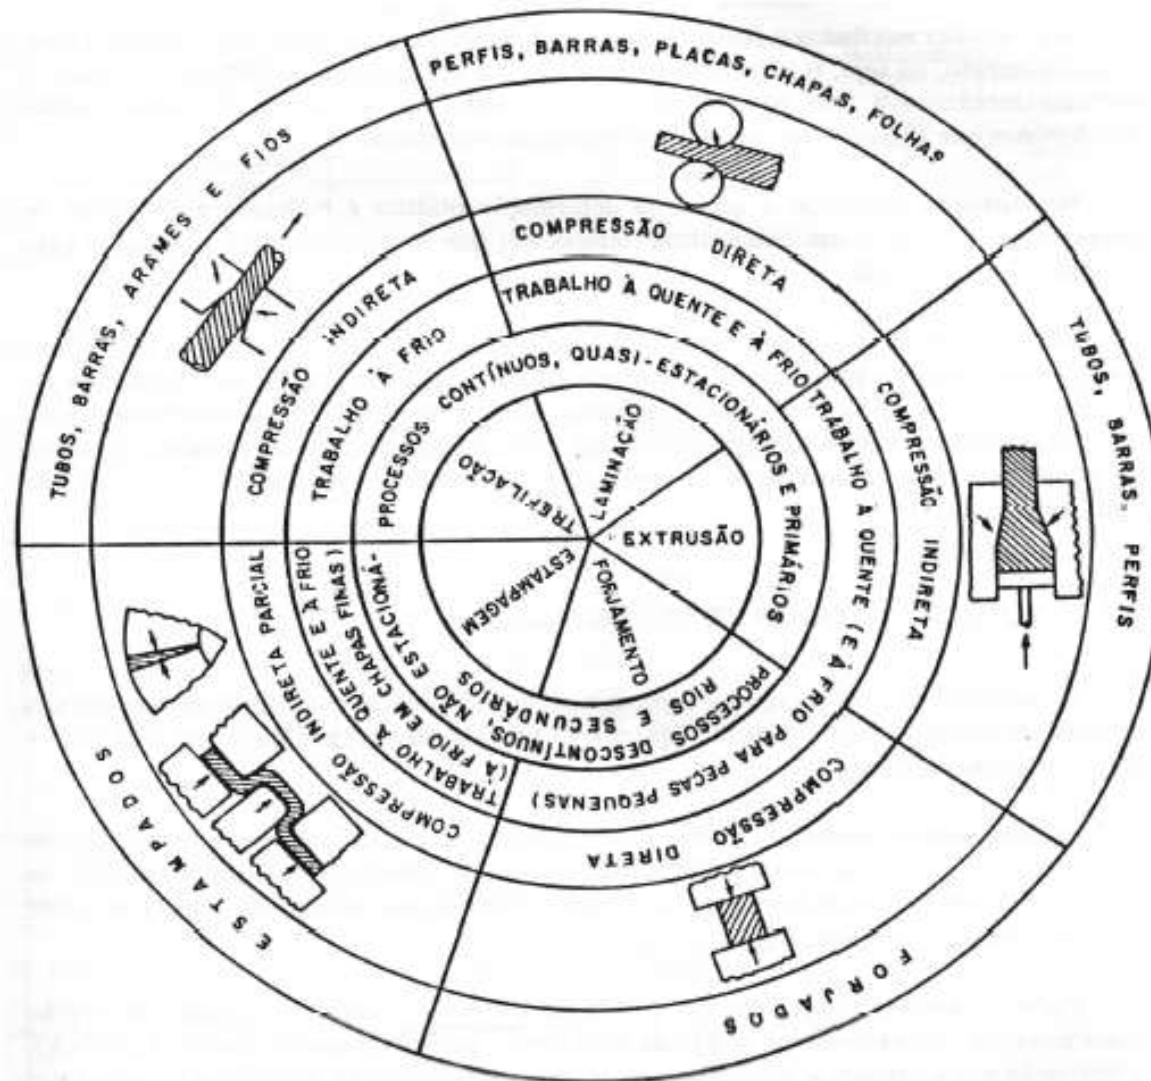 PERFIS, BARRAS, PLACAS, CHAPAS, FOLHAS
TUBOS, BARRAS, PERFIS
FORJADOS
ESTAMPADOS
TUBOS, BARRAS, ARAMES E FIOS
COMPRESSÃO DIRETA
COMPRESSÃO INDIRETA
COMPRESSÃO DIRETA
COMPRESSÃO INDIRETA PARCIAL
COMPRESSÃO INDIRETA
TRABALHO À QUENTE E À FRIO
TRABALHO À QUENTE (E À FRIO PARA PEÇAS PEQUENAS)
TRABALHO À QUENTE E À FRIO
(À FRIO EM CHAPAS FINAS)
TRABALHO À FRIO
PROCESSOS CONTÍNUOS, QUASI-ESTACIONÁRIOS E PRIMÁRIOS
PROCESSOS DESCONTÍNUOS, NÃO ESTACIONÁ-
RIOS E SECUNDÁRIOS
LAMINAÇÃO
EXTRUSÃO
FORJAMENTO
ESTAMPAGEM
TREFILAÇÃO